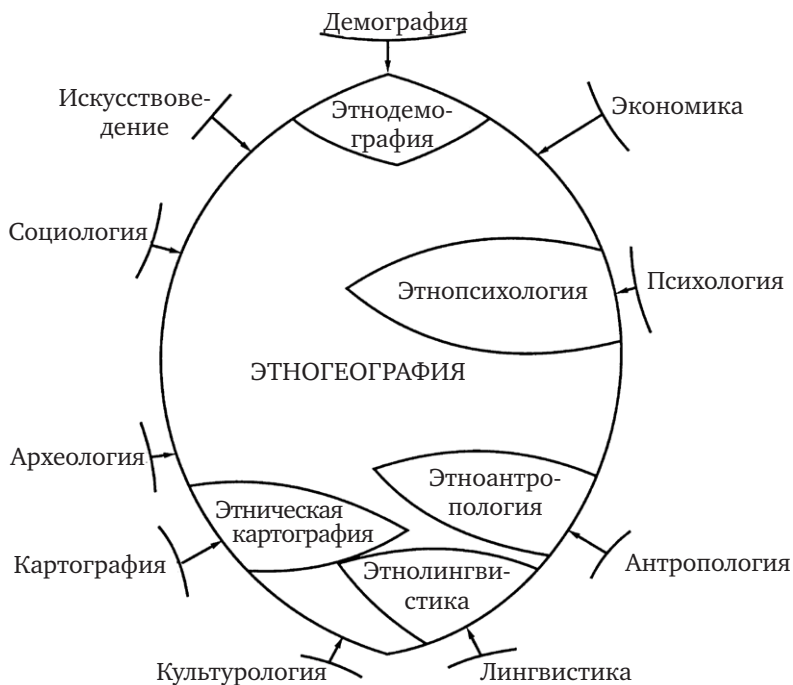 Демография
Искусствове-
дение
Этнодемо-
графия
Экономика
Социология
Этнопсихология
Психология
ЭТНОГЕОГРАФИЯ
Археология
Этноантро-
пология
Этническая
картография
Картография
Этнолингви-
стика
Антропология
Культурология
Лингвистика